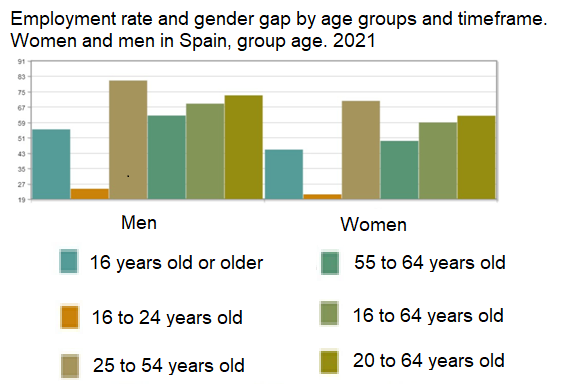 Employment rate and gender gap by age groups and timeframe.
Women and men in Spain, group age. 2021
91
83
75
67
59
51
43
35
27
19
Men
Women
16 years old or older
55 to 64 years old
16 to 24 years old
16 to 64 years old
25 to 54 years old
20 to 64 years old